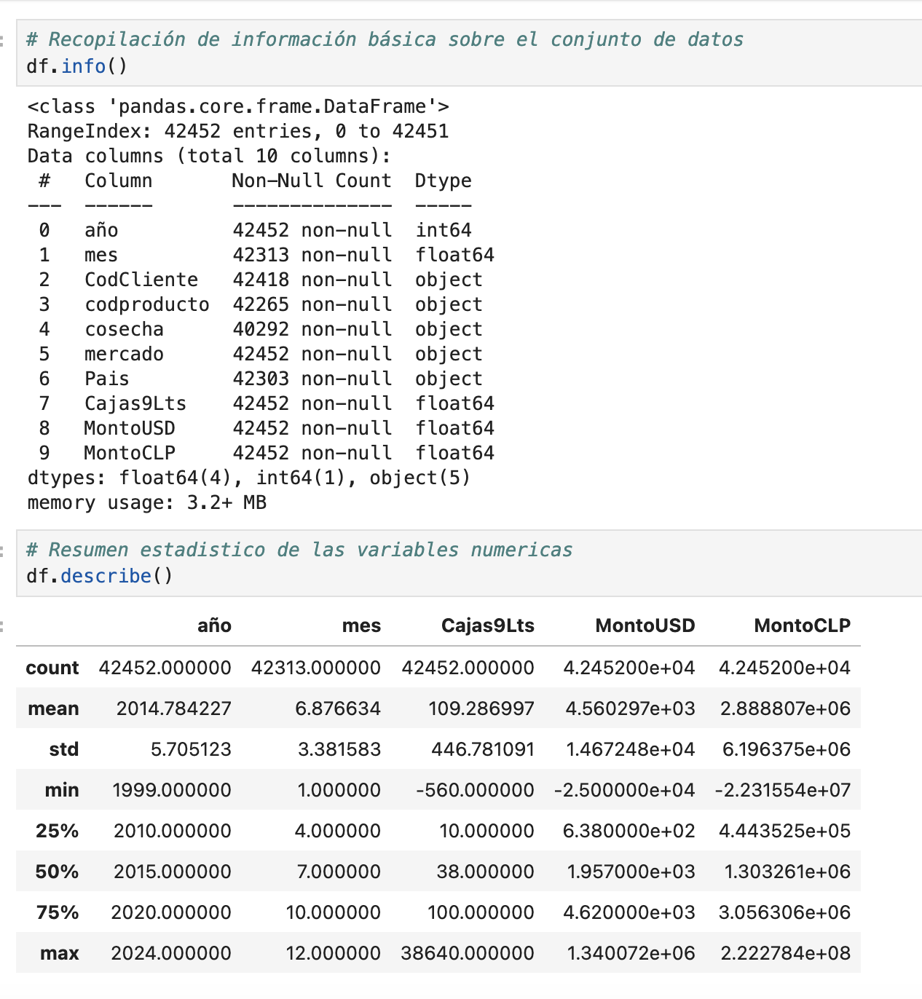 # Recopilación de información básica sobre el conjunto de datos
df.info()
<class 'pandas.core.frame.DataFrame'>
RangeIndex: 42452 entries, 0 to 42451
Data columns (total 10 columns):
 #   Column       Non-Null Count  Dtype
---  ------       --------------  -----
 0   año          42452 non-null  int64
 1   mes          42313 non-null  float64
 2   CodCliente   42418 non-null  object
 3   codproducto  42265 non-null  object
 4   cosecha      40292 non-null  object
 5   mercado      42452 non-null  object
 6   Pais         42303 non-null  object
 7   Cajas9Lts    42452 non-null  float64
 8   MontoUSD     42452 non-null  float64
 9   MontoCLP     42452 non-null  float64
dtypes: float64(4), int64(1), object(5)
memory usage: 3.2+ MB
# Resumen estadistico de las variables numericas
df.describe()
año mes Cajas9Lts MontoUSD MontoCLP
count 42452.000000 42313.000000 42452.000000 4.245200e+04 4.245200e+04
mean 2014.784227 6.876634 109.286997 4.560297e+03 2.888807e+06
std 5.705123 3.381583 446.781091 1.467248e+04 6.196375e+06
min 1999.000000 1.000000 -560.000000 -2.500000e+04 -2.231554e+07
25% 2010.000000 4.000000 10.000000 6.380000e+02 4.443525e+05
50% 2015.000000 7.000000 38.000000 1.957000e+03 1.303261e+06
75% 2020.000000 10.000000 100.000000 4.620000e+03 3.056306e+06
max 2024.000000 12.000000 38640.000000 1.340072e+06 2.222784e+08